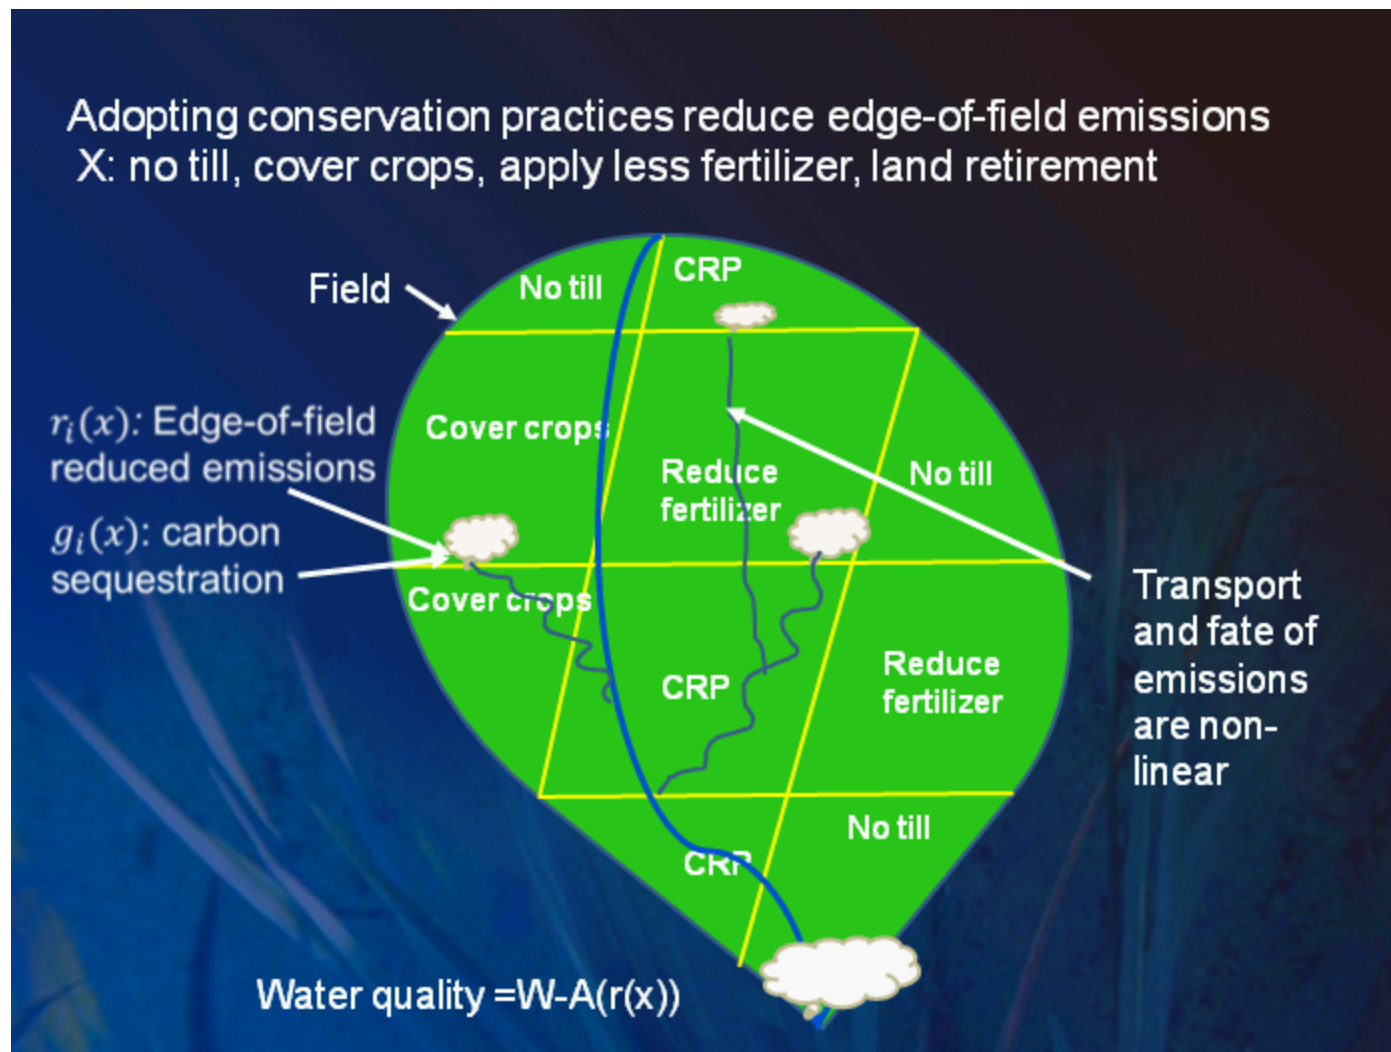 Adopting conservation practices reduce edge-of-field emissions
X: no till, cover crops, apply less fertilizer, land retirement
CRP
No till
Field
rᵢ(x): Edge-of-field
reduced emissions
Cover crops
Reduce
fertilizer
No till
gᵢ(x): carbon
sequestration
Cover crops
Transport
and fate of
emissions
are non-
linear
CRP
Reduce
fertilizer
No till
CRP
Water quality =W-A(r(x))